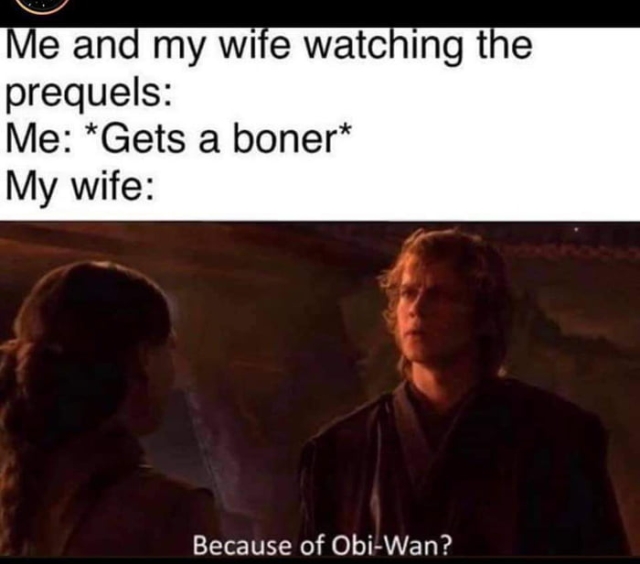 Me and my wife watching the
prequels:
Me: *Gets a boner*
My wife:
Because of Obi-Wan?